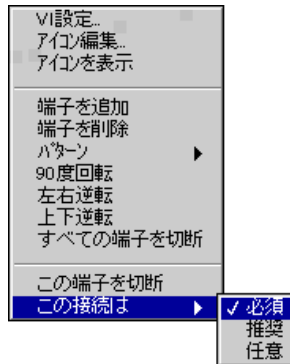 VI設定...
ｱｲｺﾝ編集...
ｱｲｺﾝを表示
端子を追加
端子を削除
ﾊﾟﾀｰﾝ
90度回転
左右逆転
上下逆転
すべての端子を切断
この端子を切断
この接続は
✓必須
推奨
任意